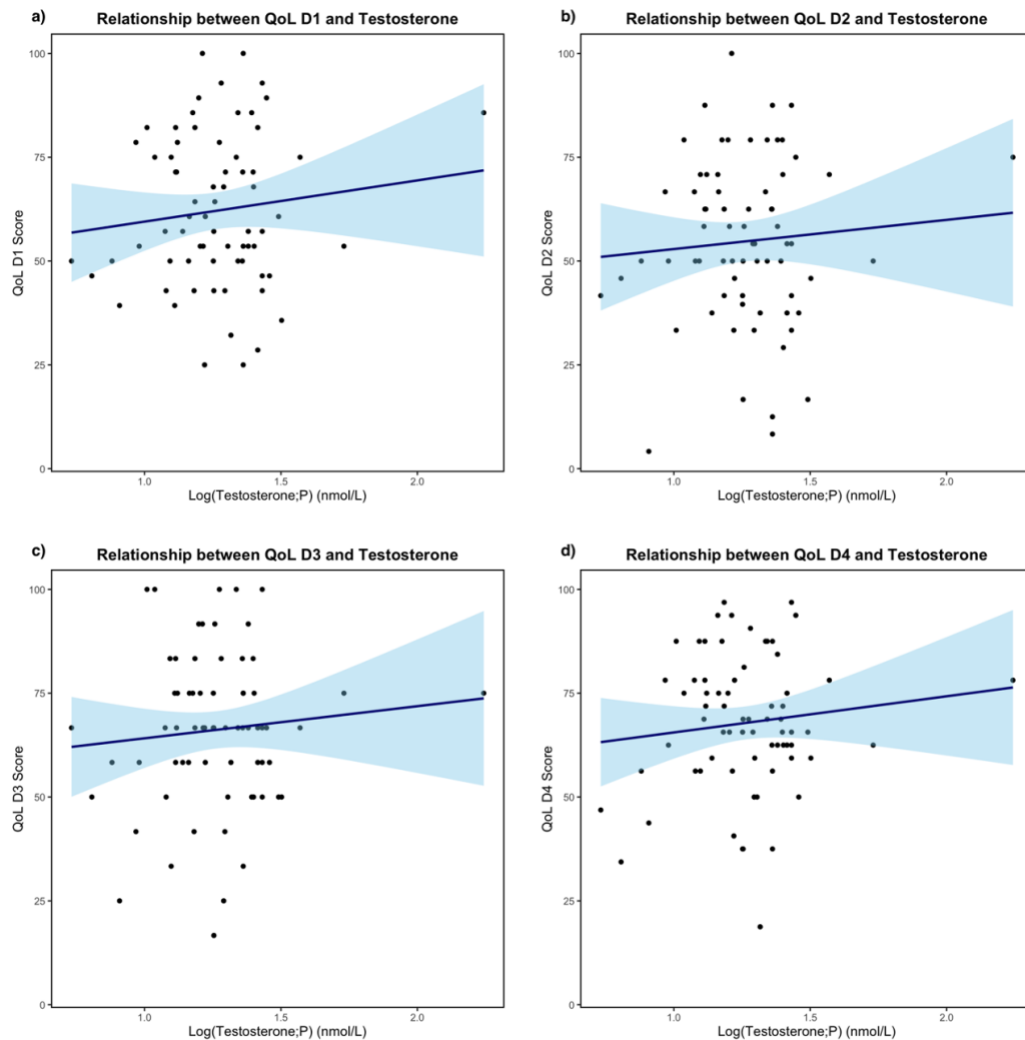 a) Relationship between QoL D1 and Testosterone
100
75
50
25
0
QoL D1 Score
1.0 1.5 2.0
Log(Testosterone;P) (nmol/L)
b) Relationship between QoL D2 and Testosterone
100
75
50
25
0
QoL D2 Score
1.0 1.5 2.0
Log(Testosterone;P) (nmol/L)
c) Relationship between QoL D3 and Testosterone
100
75
50
25
0
QoL D3 Score
1.0 1.5 2.0
Log(Testosterone;P) (nmol/L)
d) Relationship between QoL D4 and Testosterone
100
75
50
25
0
QoL D4 Score
1.0 1.5 2.0
Log(Testosterone;P) (nmol/L)